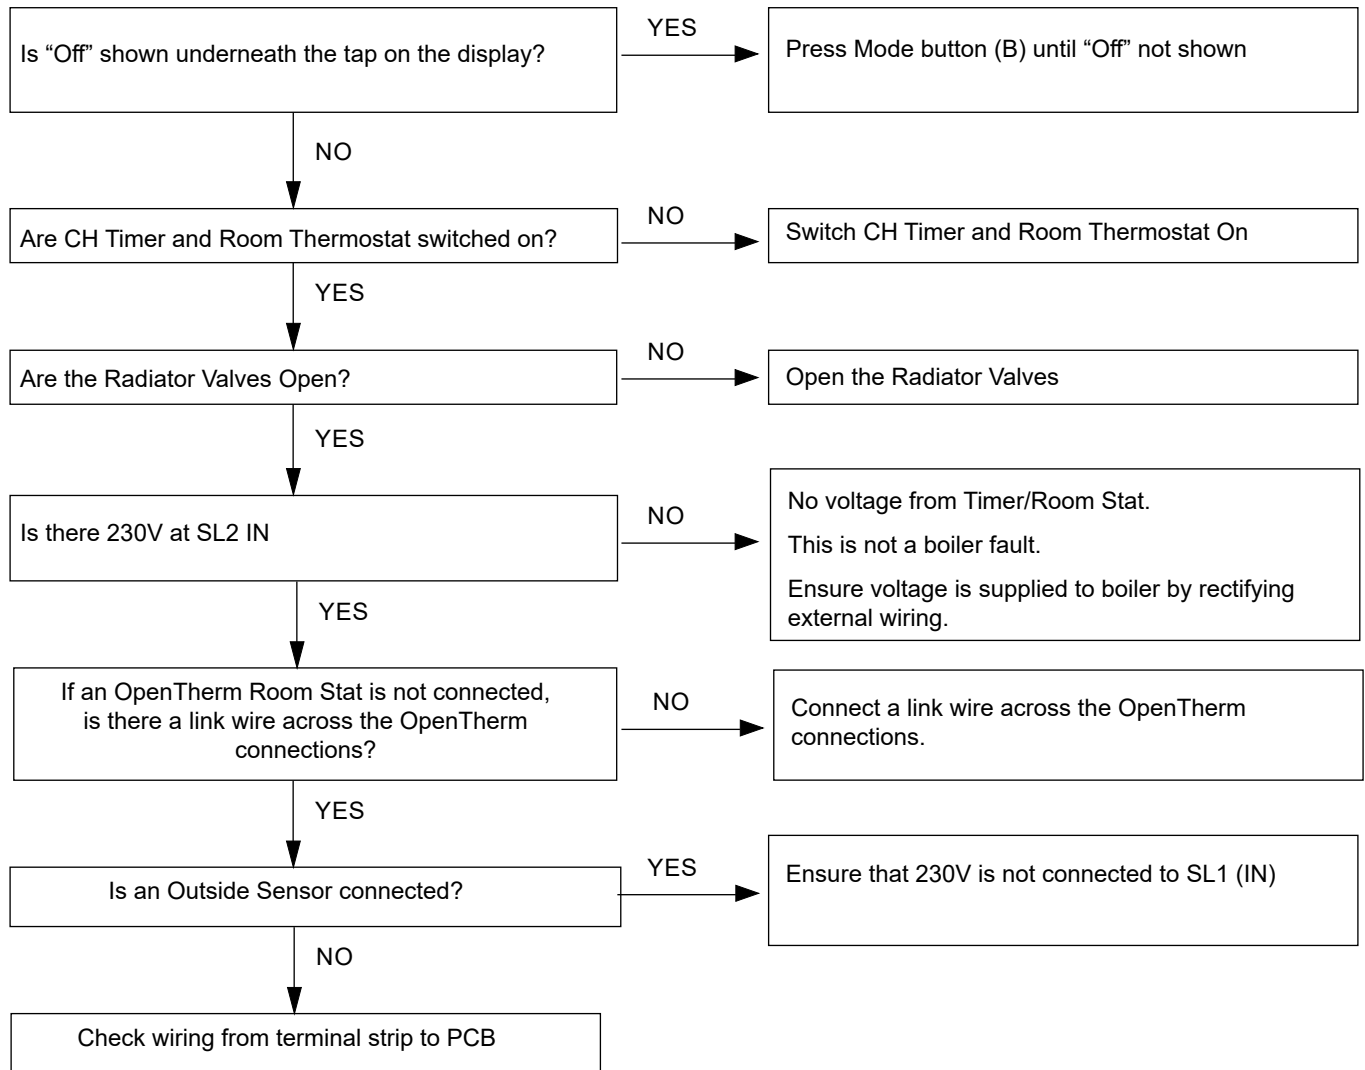 Is “Off” shown underneath the tap on the display?
YES
Press Mode button (B) until “Off” not shown
NO
Are CH Timer and Room Thermostat switched on?
NO
Switch CH Timer and Room Thermostat On
YES
Are the Radiator Valves Open?
NO
Open the Radiator Valves
YES
Is there 230V at SL2 IN
NO
No voltage from Timer/Room Stat.
This is not a boiler fault.
Ensure voltage is supplied to boiler by rectifying
external wiring.
YES
If an OpenTherm Room Stat is not connected,
is there a link wire across the OpenTherm
connections?
NO
Connect a link wire across the OpenTherm
connections.
YES
Is an Outside Sensor connected?
YES
Ensure that 230V is not connected to SL1 (IN)
NO
Check wiring from terminal strip to PCB